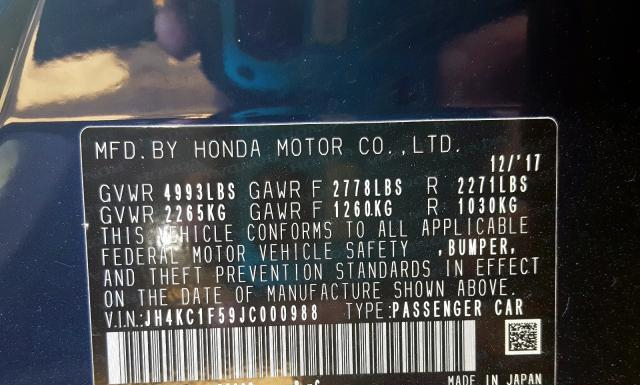 MFD. BY HONDA MOTOR CO.,LTD.
12/'17
GVWR 4993LBS GAWR F 2778LBS R 2271LBS
GVWR 2265KG GAWR F 1260KG R 1030KG
THIS VEHICLE CONFORMS TO ALL APPLICABLE
FEDERAL MOTOR VEHICLE SAFETY ,BUMPER,
AND THEFT PREVENTION STANDARDS IN EFFECT
ON THE DATE OF MANUFACTURE SHOWN ABOVE.
V.I.N:JH4KC1F59JC000988 TYPE:PASSENGER CAR
MADE IN JAPAN